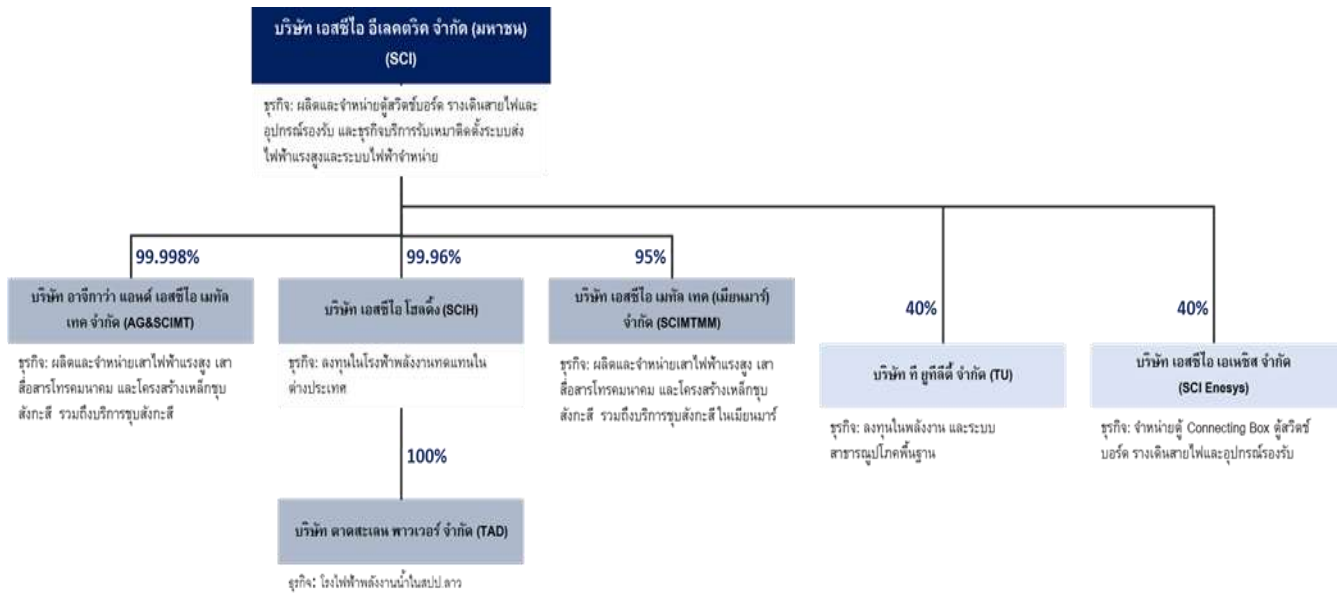 บริษัท เอสซีไอ อีเลคตริค จำกัด (มหาชน)
(SCI)
ธุรกิจ: ผลิตและจำหน่ายตู้สวิตช์บอร์ด รางเดินสายไฟและ
อุปกรณ์รองรับ และธุรกิจบริการรับเหมาติดตั้งระบบส่ง
ไฟฟ้าแรงสูงและระบบไฟฟ้าจำหน่าย
99.998%
บริษัท อาจีกาว่า แอนด์ เอสซีไอ เมทัล
เทค จำกัด (AG&SCIMT)
ธุรกิจ: ผลิตและจำหน่ายเสาไฟฟ้าแรงสูง เสา
สื่อสารโทรคมนาคม และโครงสร้างเหล็กชุบ
สังกะสี รวมถึงบริการชุบสังกะสี
99.96%
บริษัท เอสซีไอ โฮลดิ้ง (SCIH)
ธุรกิจ: ลงทุนในโรงฟ้าพลังงานทดแทนใน
ต่างประเทศ
95%
บริษัท เอสซีไอ เมทัล เทค (เมียนมาร์)
จำกัด (SCIMTMM)
ธุรกิจ: ผลิตและจำหน่ายเสาไฟฟ้าแรงสูง เสา
สื่อสารโทรคมนาคม และโครงสร้างเหล็กชุบ
สังกะสี รวมถึงบริการชุบสังกะสีในเมียนมาร์
40%
บริษัท ที ยูทีลีตี้ จำกัด (TU)
ธุรกิจ: ลงทุนในพลังงาน และระบบ
สาธารณูปโภคพื้นฐาน
40%
บริษัท เอสซีไอ เอเนซิส จำกัด
(SCI Enesys)
ธุรกิจ: จำหน่ายตู้ Connecting Box ตู้สวิตช์
บอร์ด รางเดินสายไฟและอุปกรณ์รองรับ
100%
บริษัท ตาดสะเลน พาวเวอร์ จำกัด (TAD)
ธุรกิจ: โรงไฟฟ้าพลังงานน้ำในสปป.ลาว